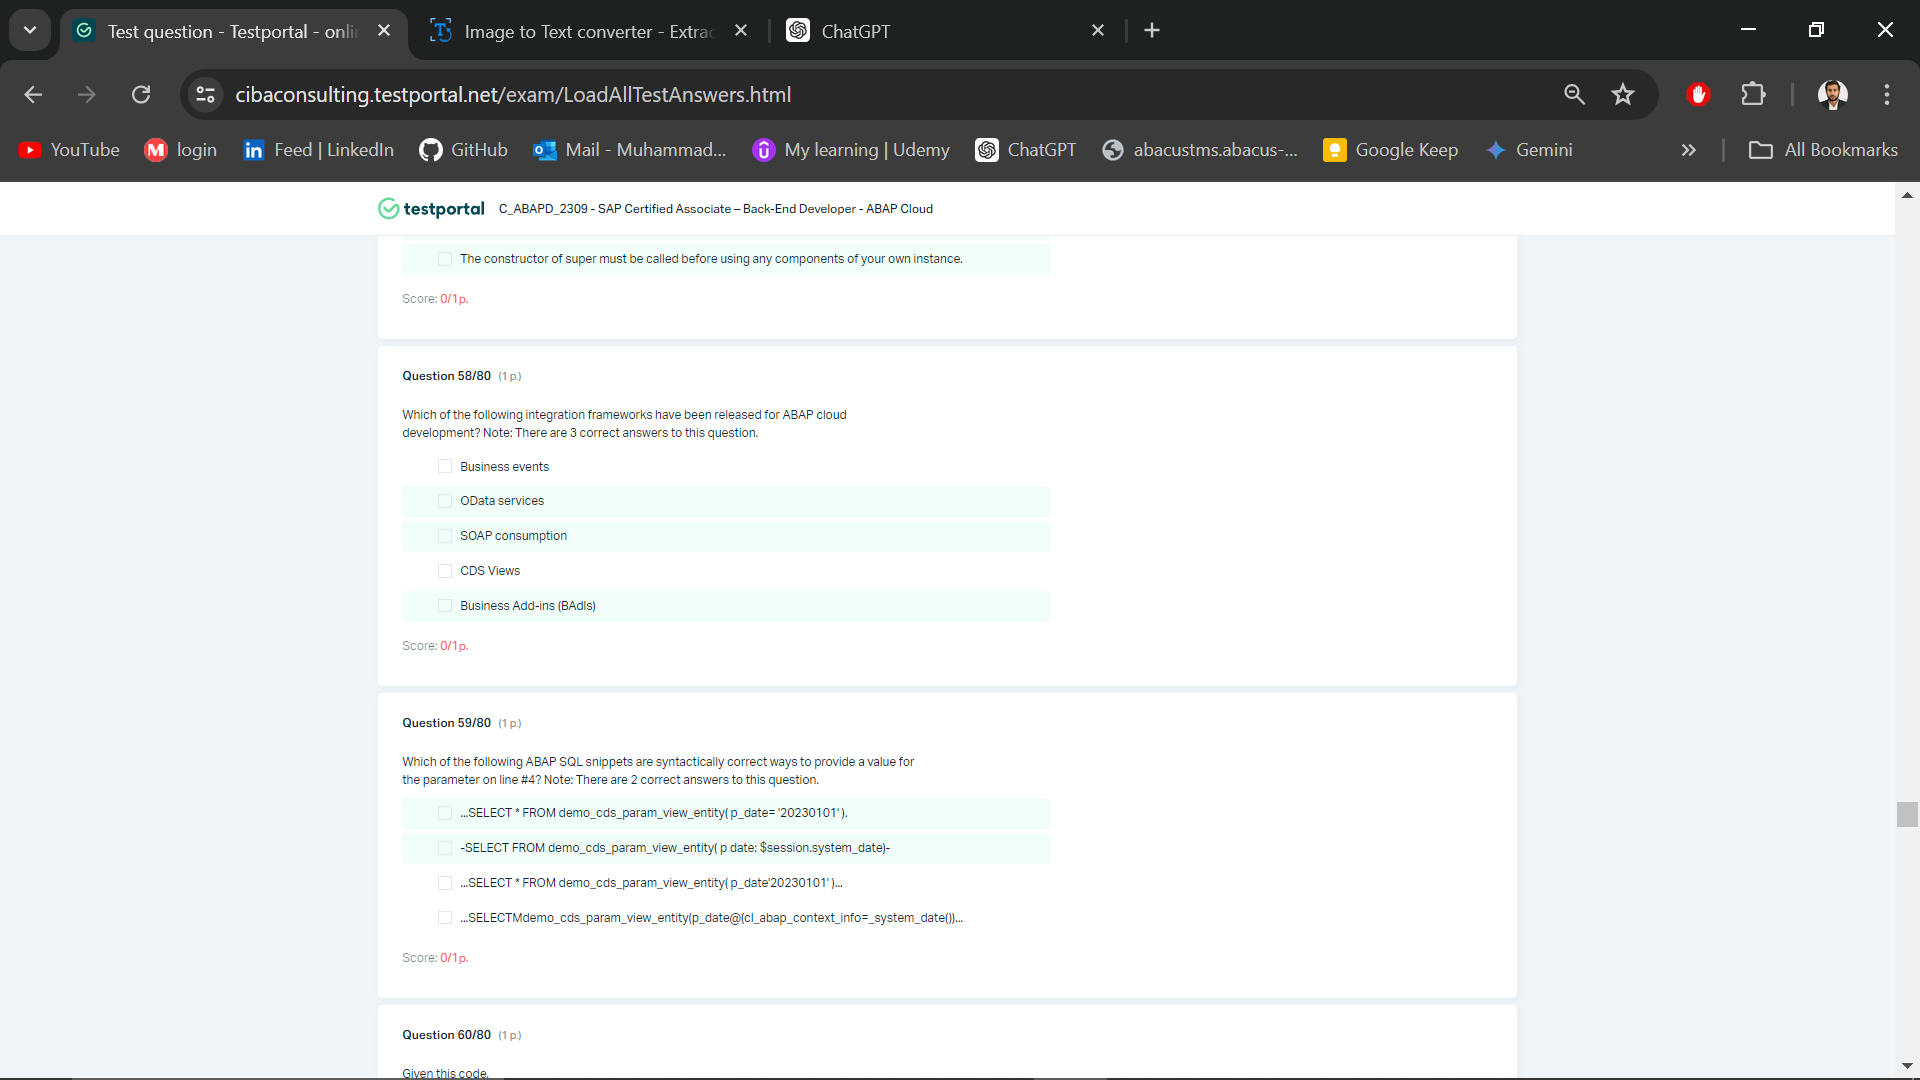 Test question - Testportal - onlin
Image to Text converter - Extrac
ChatGPT
cibaconsulting.testportal.net/exam/LoadAllTestAnswers.html
YouTube
login
Feed | LinkedIn
GitHub
Mail - Muhammad...
My learning | Udemy
ChatGPT
abacustms.abacus-...
Google Keep
Gemini
All Bookmarks
testportal C_ABAPD_2309 - SAP Certified Associate – Back-End Developer - ABAP Cloud
The constructor of super must be called before using any components of your own instance.
Score: 0/1 p.
Question 58/80 (1 p.)
Which of the following integration frameworks have been released for ABAP cloud
development? Note: There are 3 correct answers to this question.
Business events
OData services
SOAP consumption
CDS Views
Business Add-ins (BAdIs)
Score: 0/1 p.
Question 59/80 (1 p.)
Which of the following ABAP SQL snippets are syntactically correct ways to provide a value for
the parameter on line #4? Note: There are 2 correct answers to this question.
...SELECT * FROM demo_cds_param_view_entity( p_date= '20230101' ).
-SELECT FROM demo_cds_param_view_entity( p date: $session.system_date)-
...SELECT * FROM demo_cds_param_view_entity( p_date'20230101' )...
...SELECTMdemo_cds_param_view_entity(p_date@(cl_abap_context_info=_system_date())...
Score: 0/1 p.
Question 60/80 (1 p.)
Given this code,